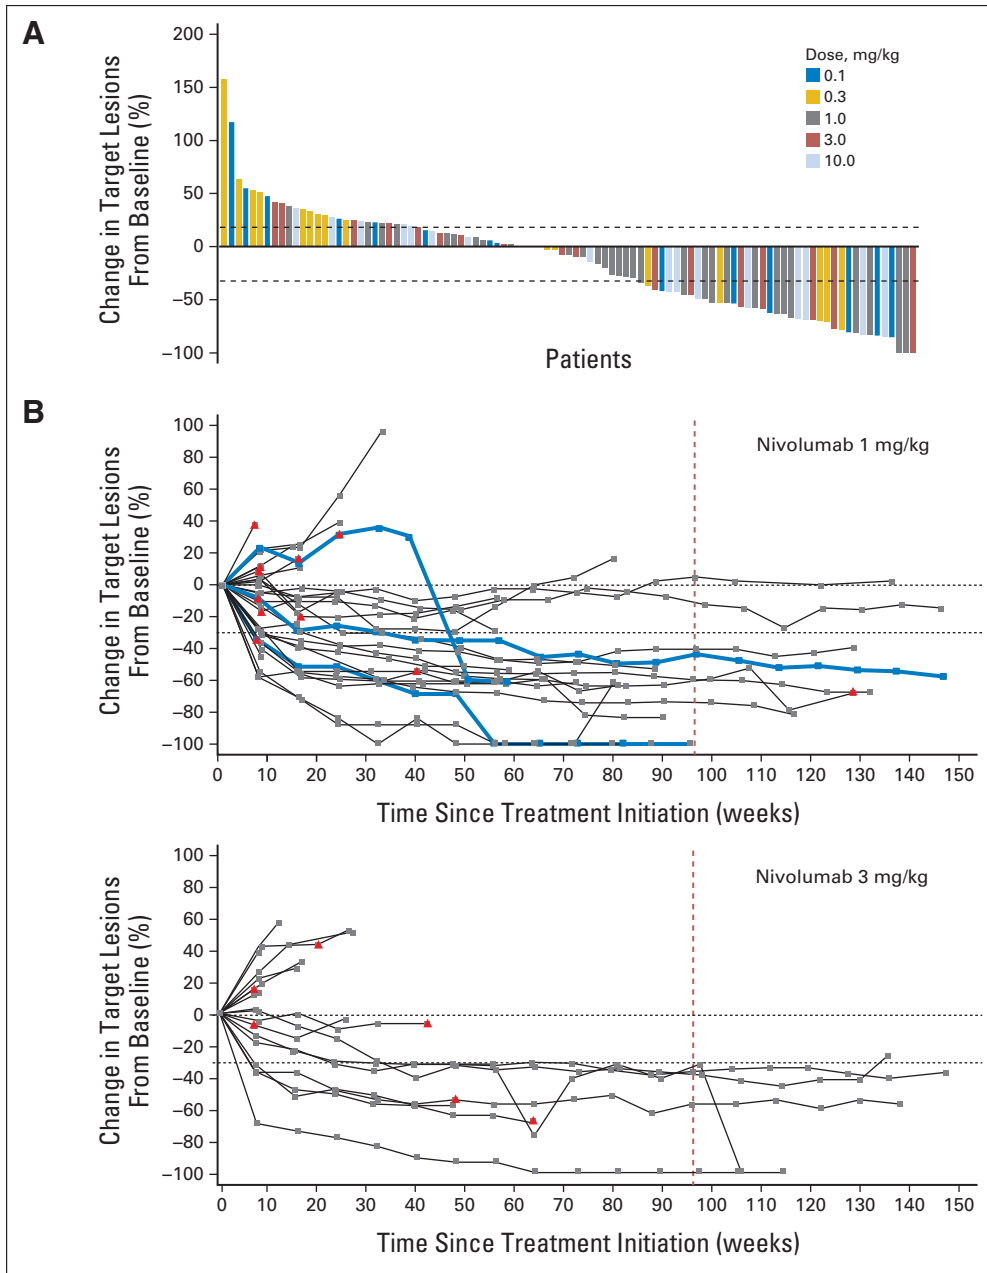 A
Change in Target Lesions
From Baseline (%)
200
150
100
50
0
–50
–100
Dose, mg/kg
0.1
0.3
1.0
3.0
10.0
Patients
B
Change in Target Lesions
From Baseline (%)
100
80
60
40
20
0
–20
–40
–60
–80
–100
Nivolumab 1 mg/kg
0 10 20 30 40 50 60 70 80 90 100 110 120 130 140 150
Time Since Treatment Initiation (weeks)
Change in Target Lesions
From Baseline (%)
100
80
60
40
20
0
–20
–40
–60
–80
–100
Nivolumab 3 mg/kg
0 10 20 30 40 50 60 70 80 90 100 110 120 130 140 150
Time Since Treatment Initiation (weeks)